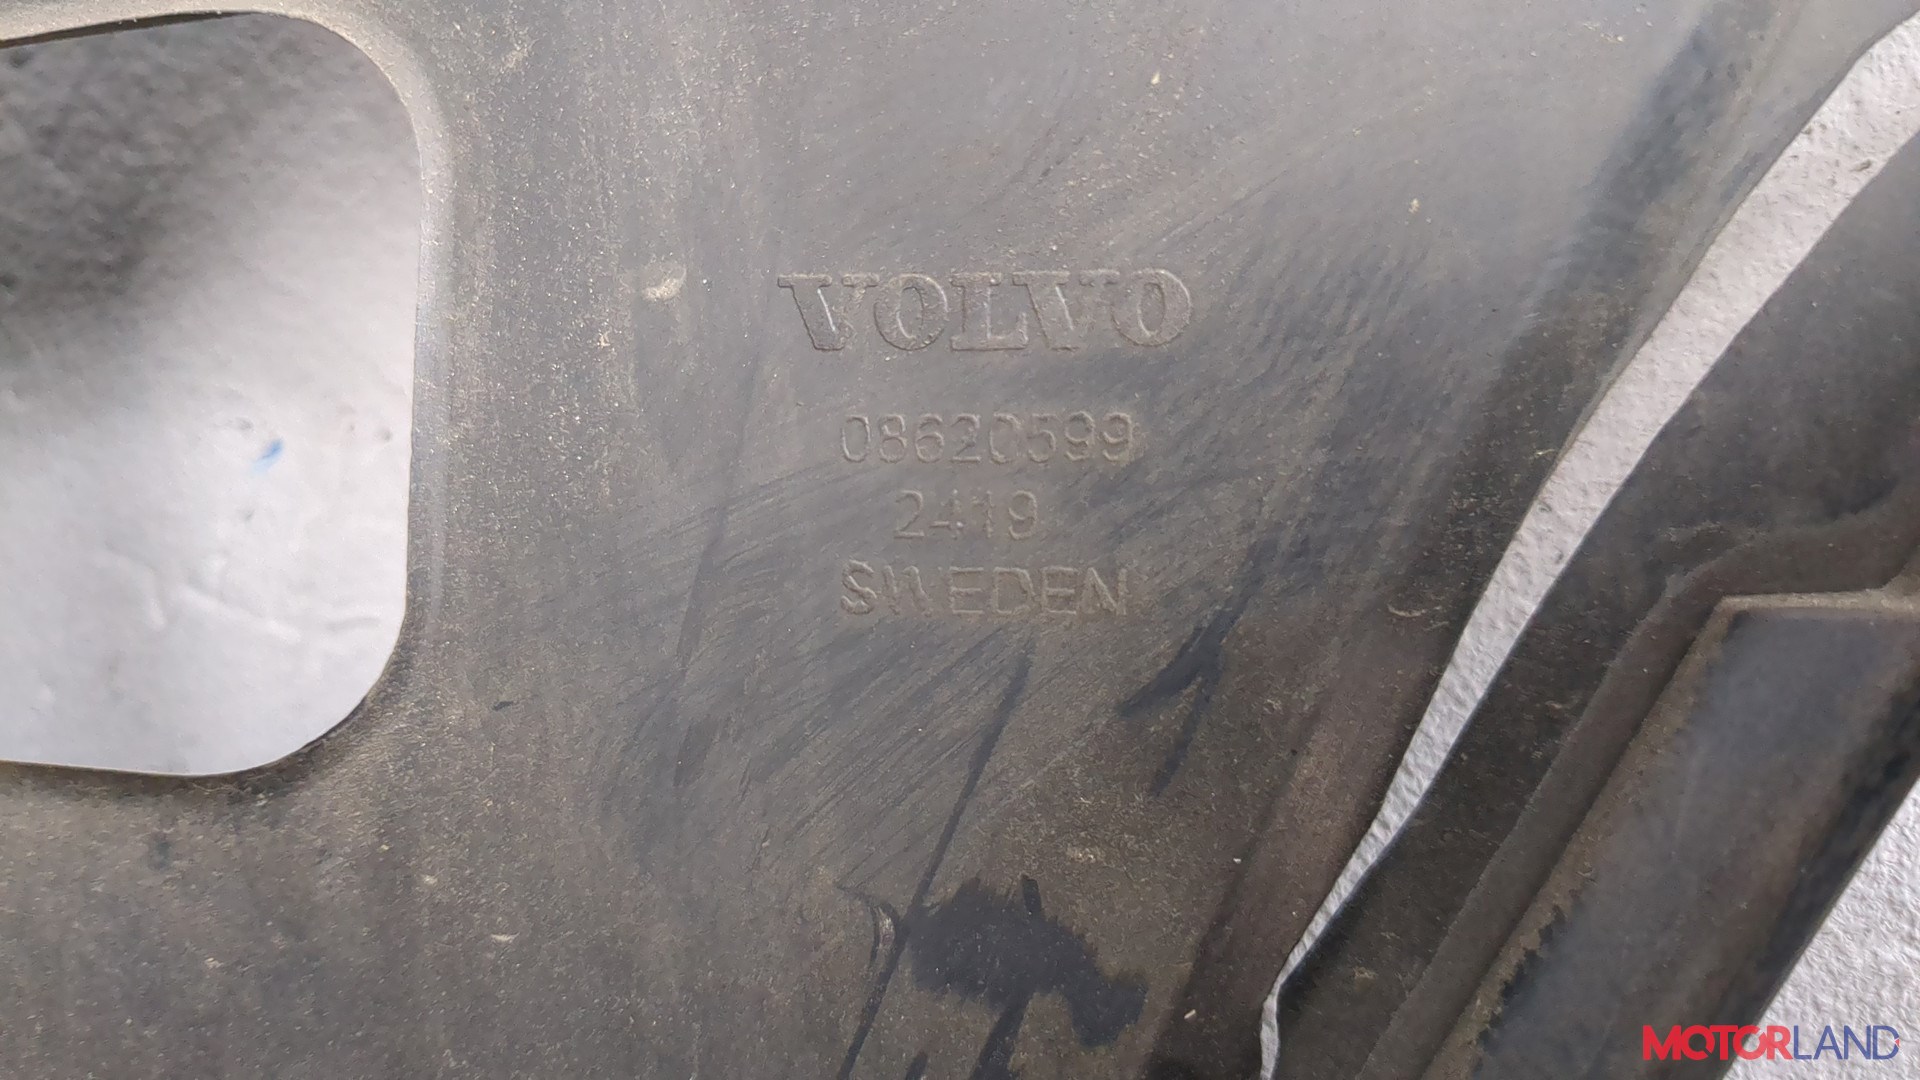 VOLVO
08620599
2419
SWEDEN
MOTORLAND